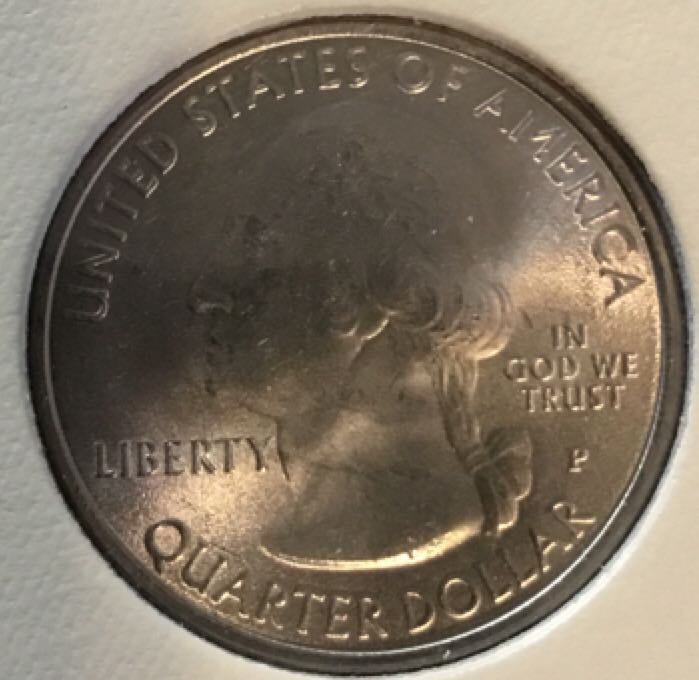 UNITED STATES OF AMERICA
IN
GOD WE
TRUST
LIBERTY
P
QUARTER DOLLAR